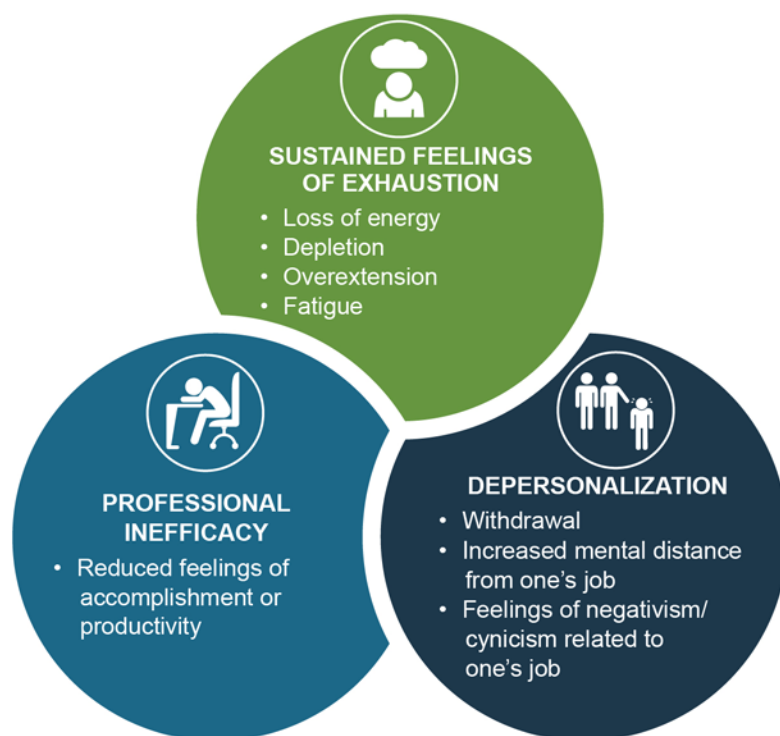 SUSTAINED FEELINGS
OF EXHAUSTION
• Loss of energy
• Depletion
• Overextension
• Fatigue
PROFESSIONAL
INEFFICACY
• Reduced feelings of
accomplishment or
productivity
DEPERSONALIZATION
• Withdrawal
• Increased mental distance
from one's job
• Feelings of negativism/
cynicism related to
one's job